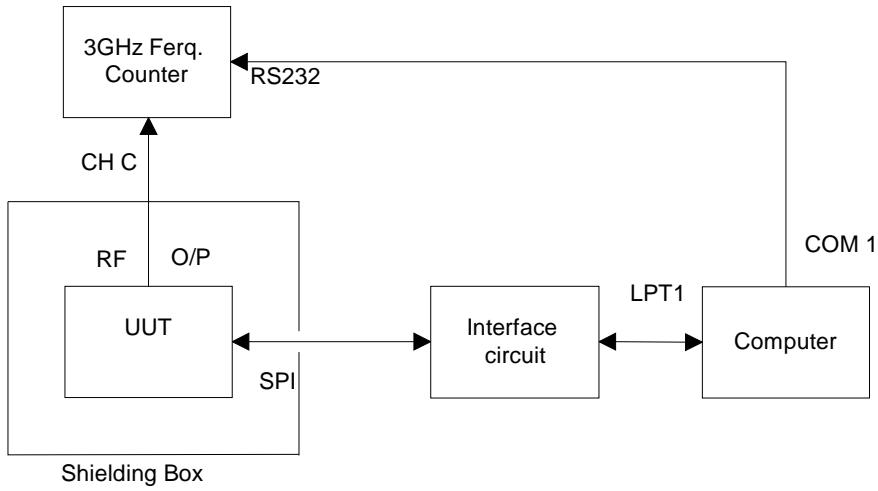 3GHz Ferq.
Counter
RS232
CH C
RF O/P
COM 1
LPT1
UUT
Interface
circuit
Computer
SPI
Shielding Box